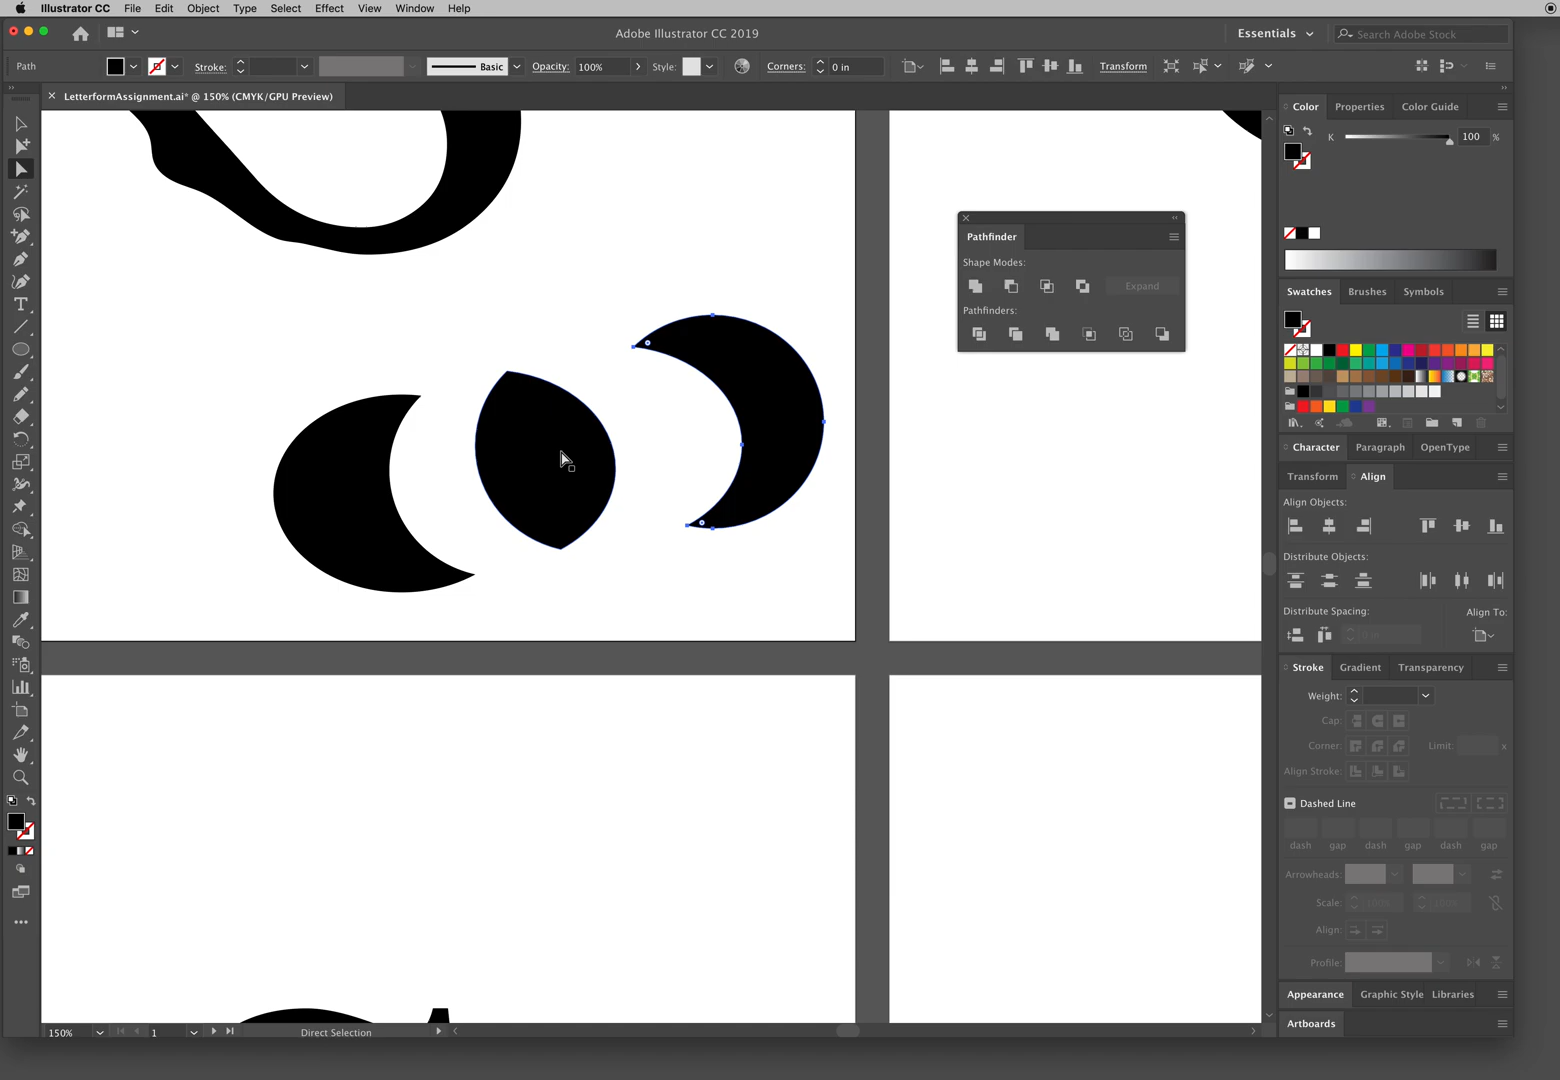 Illustrator CC File Edit Object Type Select Effect View Window Help
Adobe Illustrator CC 2019
Essentials
Search Adobe Stock
Path Stroke: Basic Opacity: 100% Style: Corners: 0 in Transform
LetterformAssignment.ai* @ 150% (CMYK/GPU Preview)
Color Properties Color Guide
K 100 %
Pathfinder
Shape Modes:
Expand
Pathfinders:
Swatches Brushes Symbols
Character Paragraph OpenType
Transform Align
Align Objects:
Distribute Objects:
Distribute Spacing: Align To:
0 in
Stroke Gradient Transparency
Weight:
Cap:
Corner: Limit: x
Align Stroke:
Dashed Line
dash gap dash gap dash gap
Arrowheads:
Scale: 100% 100%
Align:
Profile:
Appearance Graphic Style Libraries
Artboards
150% 1 Direct Selection